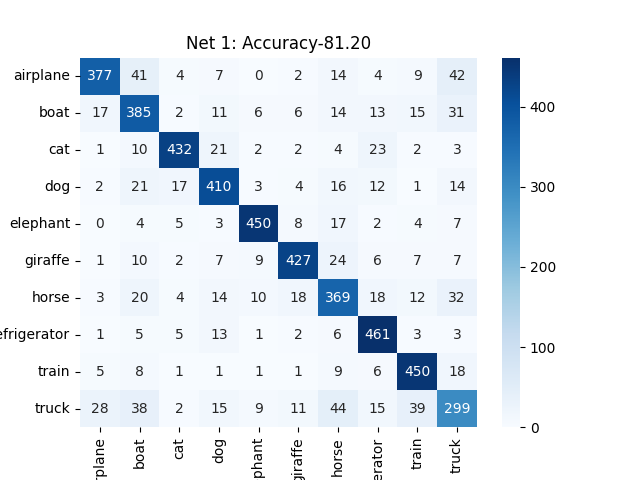 Net 1: Accuracy-81.20
airplane 377 41 4 7 0 2 14 4 9 42
boat 17 385 2 11 6 6 14 13 15 31
cat 1 10 432 21 2 2 4 23 2 3
dog 2 21 17 410 3 4 16 12 1 14
elephant 0 4 5 3 450 8 17 2 4 7
giraffe 1 10 2 7 9 427 24 6 7 7
horse 3 20 4 14 10 18 369 18 12 32
efrigerator 1 5 5 13 1 2 6 461 3 3
train 5 8 1 1 1 1 9 6 450 18
truck 28 38 2 15 9 11 44 15 39 299
rplane boat cat dog phant giraffe horse erator train truck
400
300
200
100
0